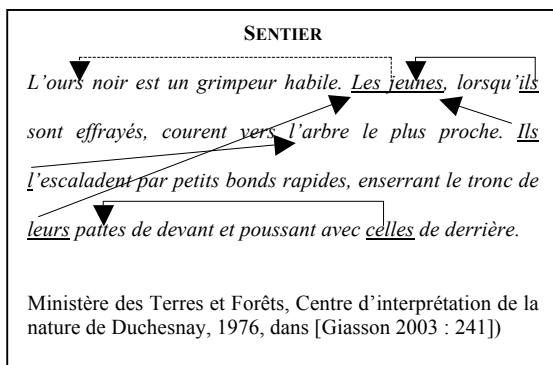 SENTIER
L'ours noir est un grimpeur habile. Les jeunes, lorsqu'ils
sont effrayés, courent vers l'arbre le plus proche. Ils
l'escaladent par petits bonds rapides, enserrant le tronc de
leurs pattes de devant et poussant avec celles de derrière.
Ministère des Terres et Forêts, Centre d'interprétation de la
nature de Duchesnay, 1976, dans [Giasson 2003 : 241])